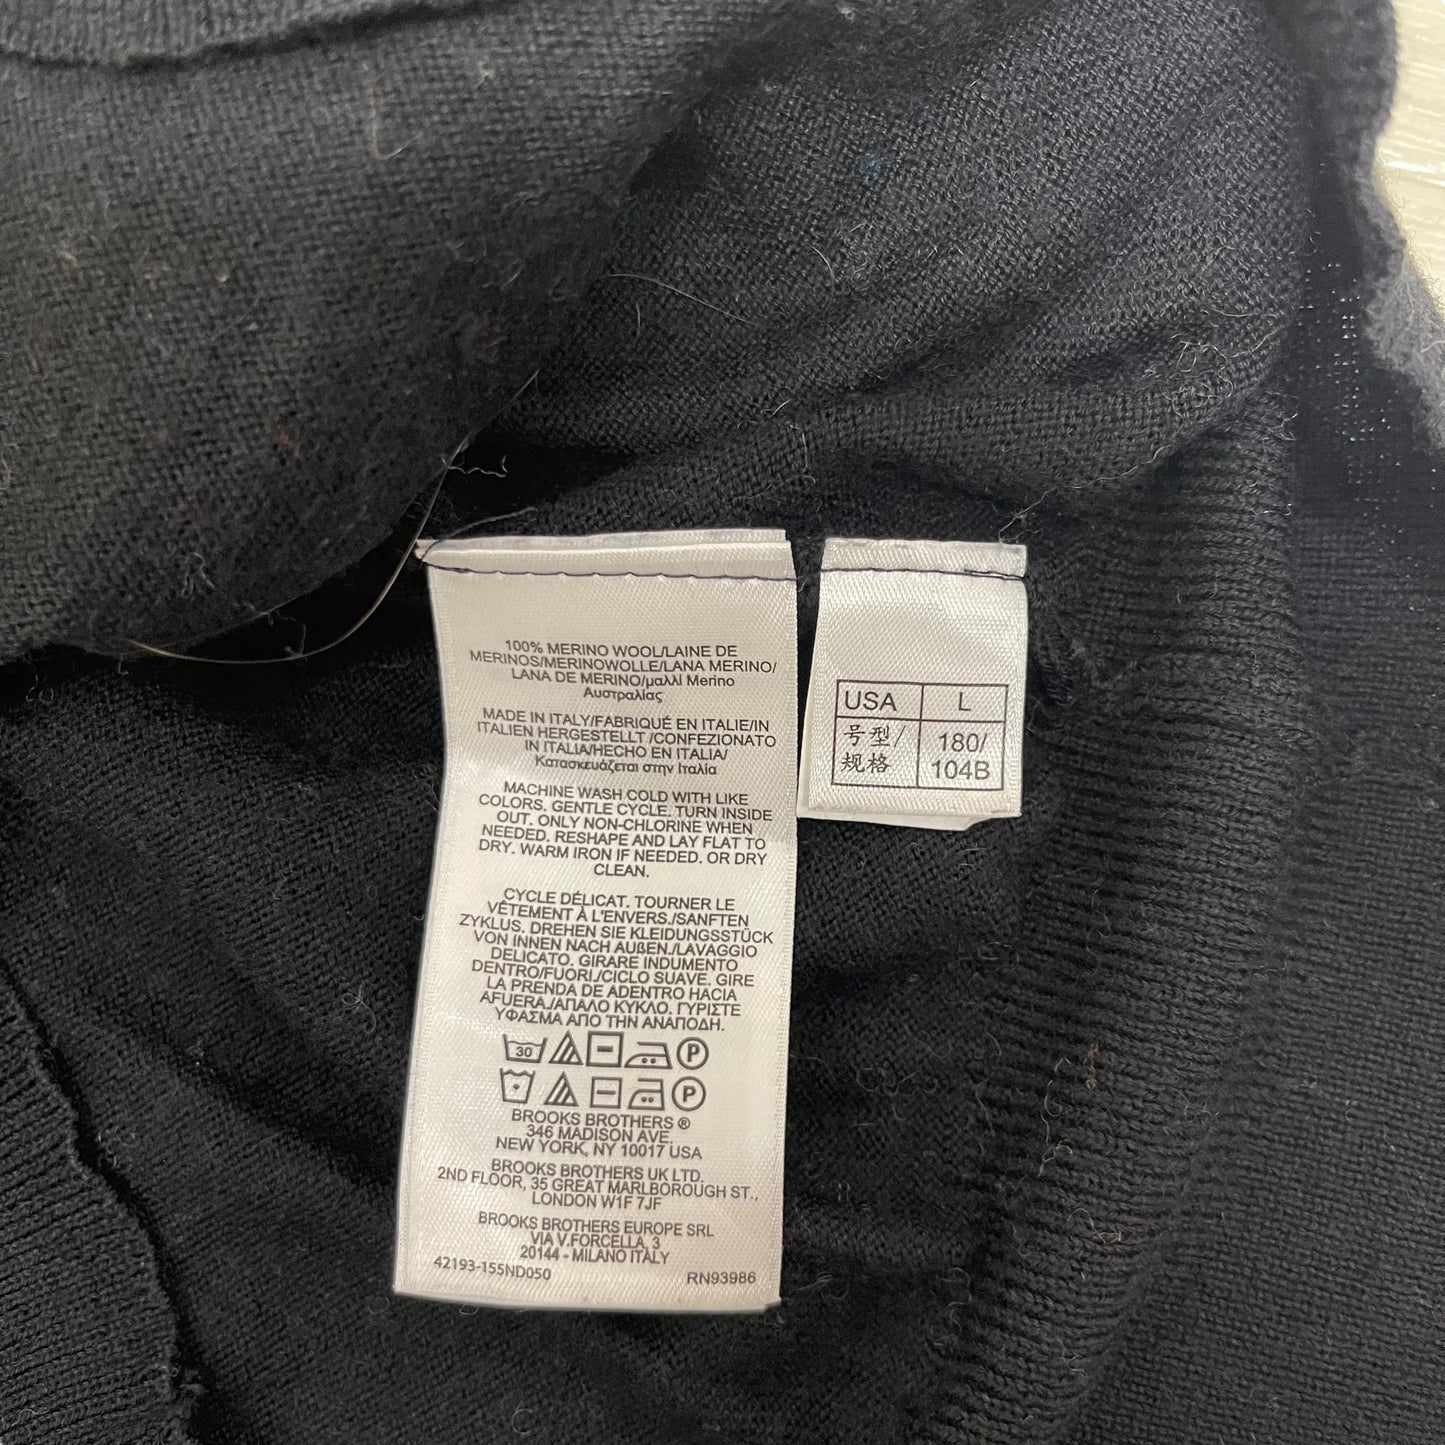 100% MERINO WOOL/LAINE DE
MERINOS/MERINOWOLLE/LANA MERINO/
LANA DE MERINO/μαλλί Merino
Αυστραλίας
MADE IN ITALY/FABRIQUÉ EN ITALIE/IN
ITALIEN HERGESTELLT /CONFEZIONATO
IN ITALIA/HECHO EN ITALIA/
Κατασκευάζεται στην Ιταλία
MACHINE WASH COLD WITH LIKE
COLORS. GENTLE CYCLE. TURN INSIDE
OUT. ONLY NON-CHLORINE WHEN
NEEDED. RESHAPE AND LAY FLAT TO
DRY. WARM IRON IF NEEDED. OR DRY
CLEAN.
CYCLE DÉLICAT. TOURNER LE
VÊTEMENT À L'ENVERS./SANFTEN
ZYKLUS. DREHEN SIE KLEIDUNGSSTÜCK
VON INNEN NACH AUßEN./LAVAGGIO
DELICATO. GIRARE INDUMENTO
DENTRO/FUORI./CICLO SUAVE. GIRE
LA PRENDA DE ADENTRO HACIA
AFUERA./ΑΠΑΛΟ ΚΥΚΛΟ. ΓΥΡΙΣΤΕ
ΥΦΑΣΜΑ ΑΠΟ ΤΗΝ ΑΝΑΠΟΔΗ.
30 P
P
BROOKS BROTHERS ®
346 MADISON AVE.
NEW YORK, NY 10017 USA
BROOKS BROTHERS UK LTD.
2ND FLOOR, 35 GREAT MARLBOROUGH ST.,
LONDON W1F 7JF
BROOKS BROTHERS EUROPE SRL
VIA V.FORCELLA, 3
20144 - MILANO ITALY
42193-155ND050 RN93986
USA L
号型/ 180/
规格 104B